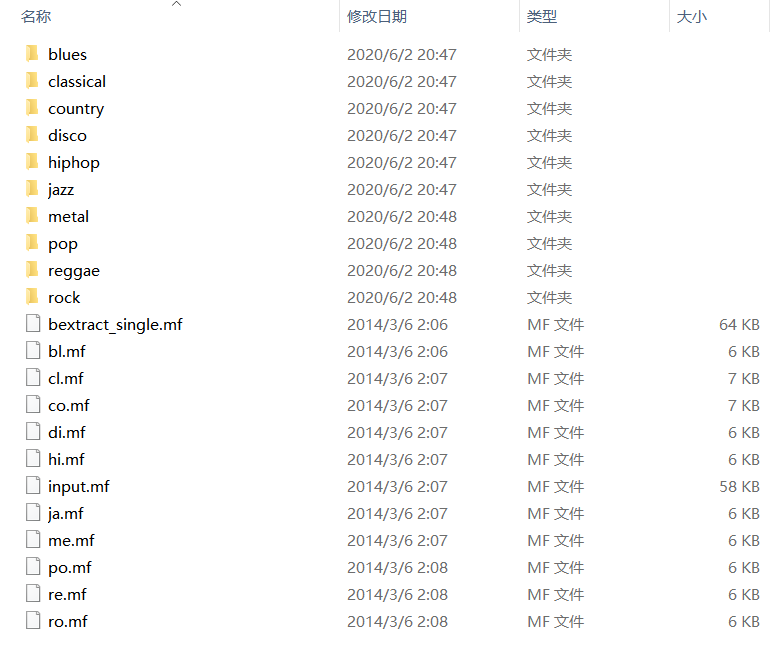 名称 修改日期 类型 大小
blues 2020/6/2 20:47 文件夹
classical 2020/6/2 20:47 文件夹
country 2020/6/2 20:47 文件夹
disco 2020/6/2 20:47 文件夹
hiphop 2020/6/2 20:47 文件夹
jazz 2020/6/2 20:47 文件夹
metal 2020/6/2 20:48 文件夹
pop 2020/6/2 20:48 文件夹
reggae 2020/6/2 20:48 文件夹
rock 2020/6/2 20:48 文件夹
bextract_single.mf 2014/3/6 2:06 MF 文件 64 KB
bl.mf 2014/3/6 2:06 MF 文件 6 KB
cl.mf 2014/3/6 2:07 MF 文件 7 KB
co.mf 2014/3/6 2:07 MF 文件 7 KB
di.mf 2014/3/6 2:07 MF 文件 6 KB
hi.mf 2014/3/6 2:07 MF 文件 6 KB
input.mf 2014/3/6 2:07 MF 文件 58 KB
ja.mf 2014/3/6 2:07 MF 文件 6 KB
me.mf 2014/3/6 2:07 MF 文件 6 KB
po.mf 2014/3/6 2:08 MF 文件 6 KB
re.mf 2014/3/6 2:08 MF 文件 6 KB
ro.mf 2014/3/6 2:08 MF 文件 6 KB